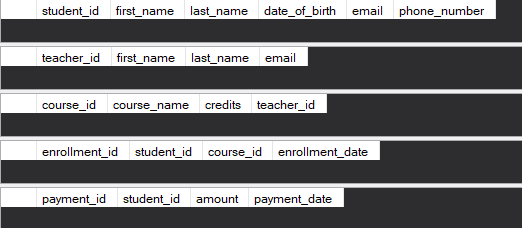 student_id first_name last_name date_of_birth email phone_number
teacher_id first_name last_name email
course_id course_name credits teacher_id
enrollment_id student_id course_id enrollment_date
payment_id student_id amount payment_date